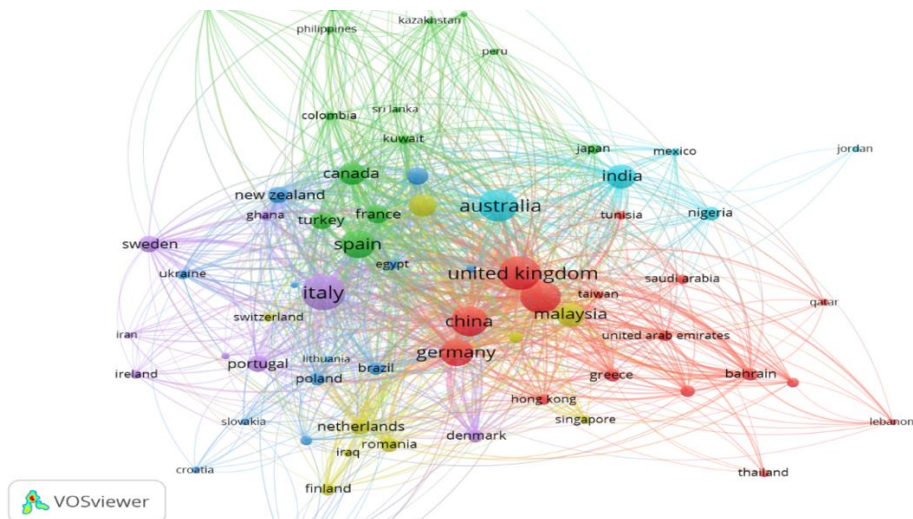 kazakhstan
philippines
peru
sri lanka
colombia
kuwait
japan
mexico
jordan
canada
india
new zealand
australia
ghana
turkey
france
tunisia
nigeria
sweden
spain
egypt
ukraine
united kingdom
saudi arabia
italy
taiwan
qatar
switzerland
malaysia
china
iran
united arab emirates
germany
lithuania
portugal
brazil
ireland
poland
greece
bahrain
hong kong
slovakia
singapore
lebanon
netherlands
denmark
romania
iraq
croatia
thailand
finland
VOSviewer